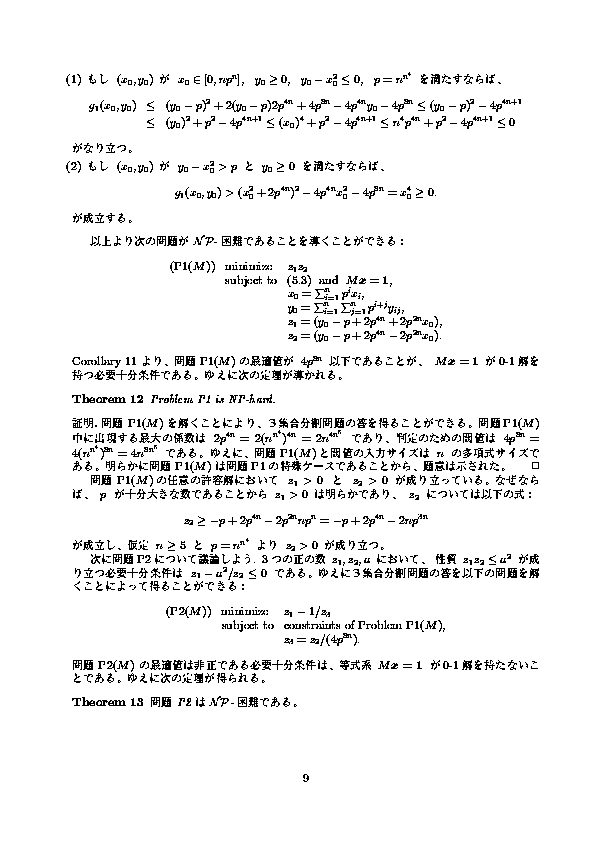 (1) もし (x₀, y₀) が x₀ ∈ [0, npⁿ], y₀ ≥ 0, y₀ − x₀² ≤ 0, p = n^{n⁴} を満たすならば、
g₁(x₀, y₀) ≤ (y₀ − p)² + 2(y₀ − p)2p^{4n} + 4p^{8n} − 4p^{4n}y₀ − 4p^{8n} ≤ (y₀ − p)² − 4p^{4n+1}
≤ (y₀)² + p² − 4p^{4n+1} ≤ (x₀)⁴ + p² − 4p^{4n+1} ≤ n⁴p^{4n} + p² − 4p^{4n+1} ≤ 0
がなり立つ。
(2) もし (x₀, y₀) が y₀ − x₀² > p と y₀ ≥ 0 を満たすならば、
g₁(x₀, y₀) > (x₀² + 2p^{4n})² − 4p^{4n}x₀² − 4p^{8n} = x₀⁴ ≥ 0.
が成立する。
以上より次の問題が NP- 困難であることを導くことができる：
(P1(M)) minimize z₁z₂
subject to (5.3) and Mx = 1,
x₀ = ∑_{i=1}^{n} p^{i}x_{i},
y₀ = ∑_{i=1}^{n} ∑_{j=1}^{n} p^{i+j}y_{ij},
z₁ = (y₀ − p + 2p^{4n} + 2p^{2n}x₀),
z₂ = (y₀ − p + 2p^{4n} − 2p^{2n}x₀).
Corollary 11 より、問題 P1(M) の最適値が 4p^{8n} 以下であることが、 Mx = 1 が 0-1 解を
持つ必要十分条件である。ゆえに次の定理が導かれる。
Theorem 12 Problem P1 is NP-hard.
証明. 問題 P1(M) を解くことにより、３集合分割問題の答を得ることができる。問題 P1(M)
中に出現する最大の係数は 2p^{4n} = 2(n^{n⁴})^{4n} = 2n^{4n⁵} であり、判定のための閾値は 4p^{8n} =
4(n^{n⁴})^{8n} = 4n^{8n⁵} である。ゆえに、問題 P1(M) と閾値の入力サイズは n の多項式サイズで
ある。明らかに問題 P1(M) は問題 P1 の特殊ケースであることから、題意は示された。 □
問題 P1(M) の任意の許容解において z₁ > 0 と z₂ > 0 が成り立っている。なぜなら
ば、 p が十分大きな数であることから z₁ > 0 は明らかであり、 z₂ については以下の式：
z₂ ≥ −p + 2p^{4n} − 2p^{2n}npⁿ = −p + 2p^{4n} − 2np^{3n}
が成立し、仮定 n ≥ 5 と p = n^{n⁴} より z₂ > 0 が成り立つ。
次に問題 P2 について議論しよう. 3 つの正の数 z₁, z₂, a において、 性質 z₁z₂ ≤ a² が成
り立つ必要十分条件は z₁ − a²/z₂ ≤ 0 である。ゆえに３集合分割問題の答を以下の問題を解
くことによって得ることができる：
(P2(M)) minimize z₁ − 1/z₃
subject to constraints of Problem P1(M),
z₃ = z₂/(4p^{8n}).
問題 P2(M) の最適値は非正である必要十分条件は、等式系 Mx = 1 が 0-1 解を持たないこ
とである。ゆえに次の定理が得られる。
Theorem 13 問題 P2 は NP- 困難である。
9